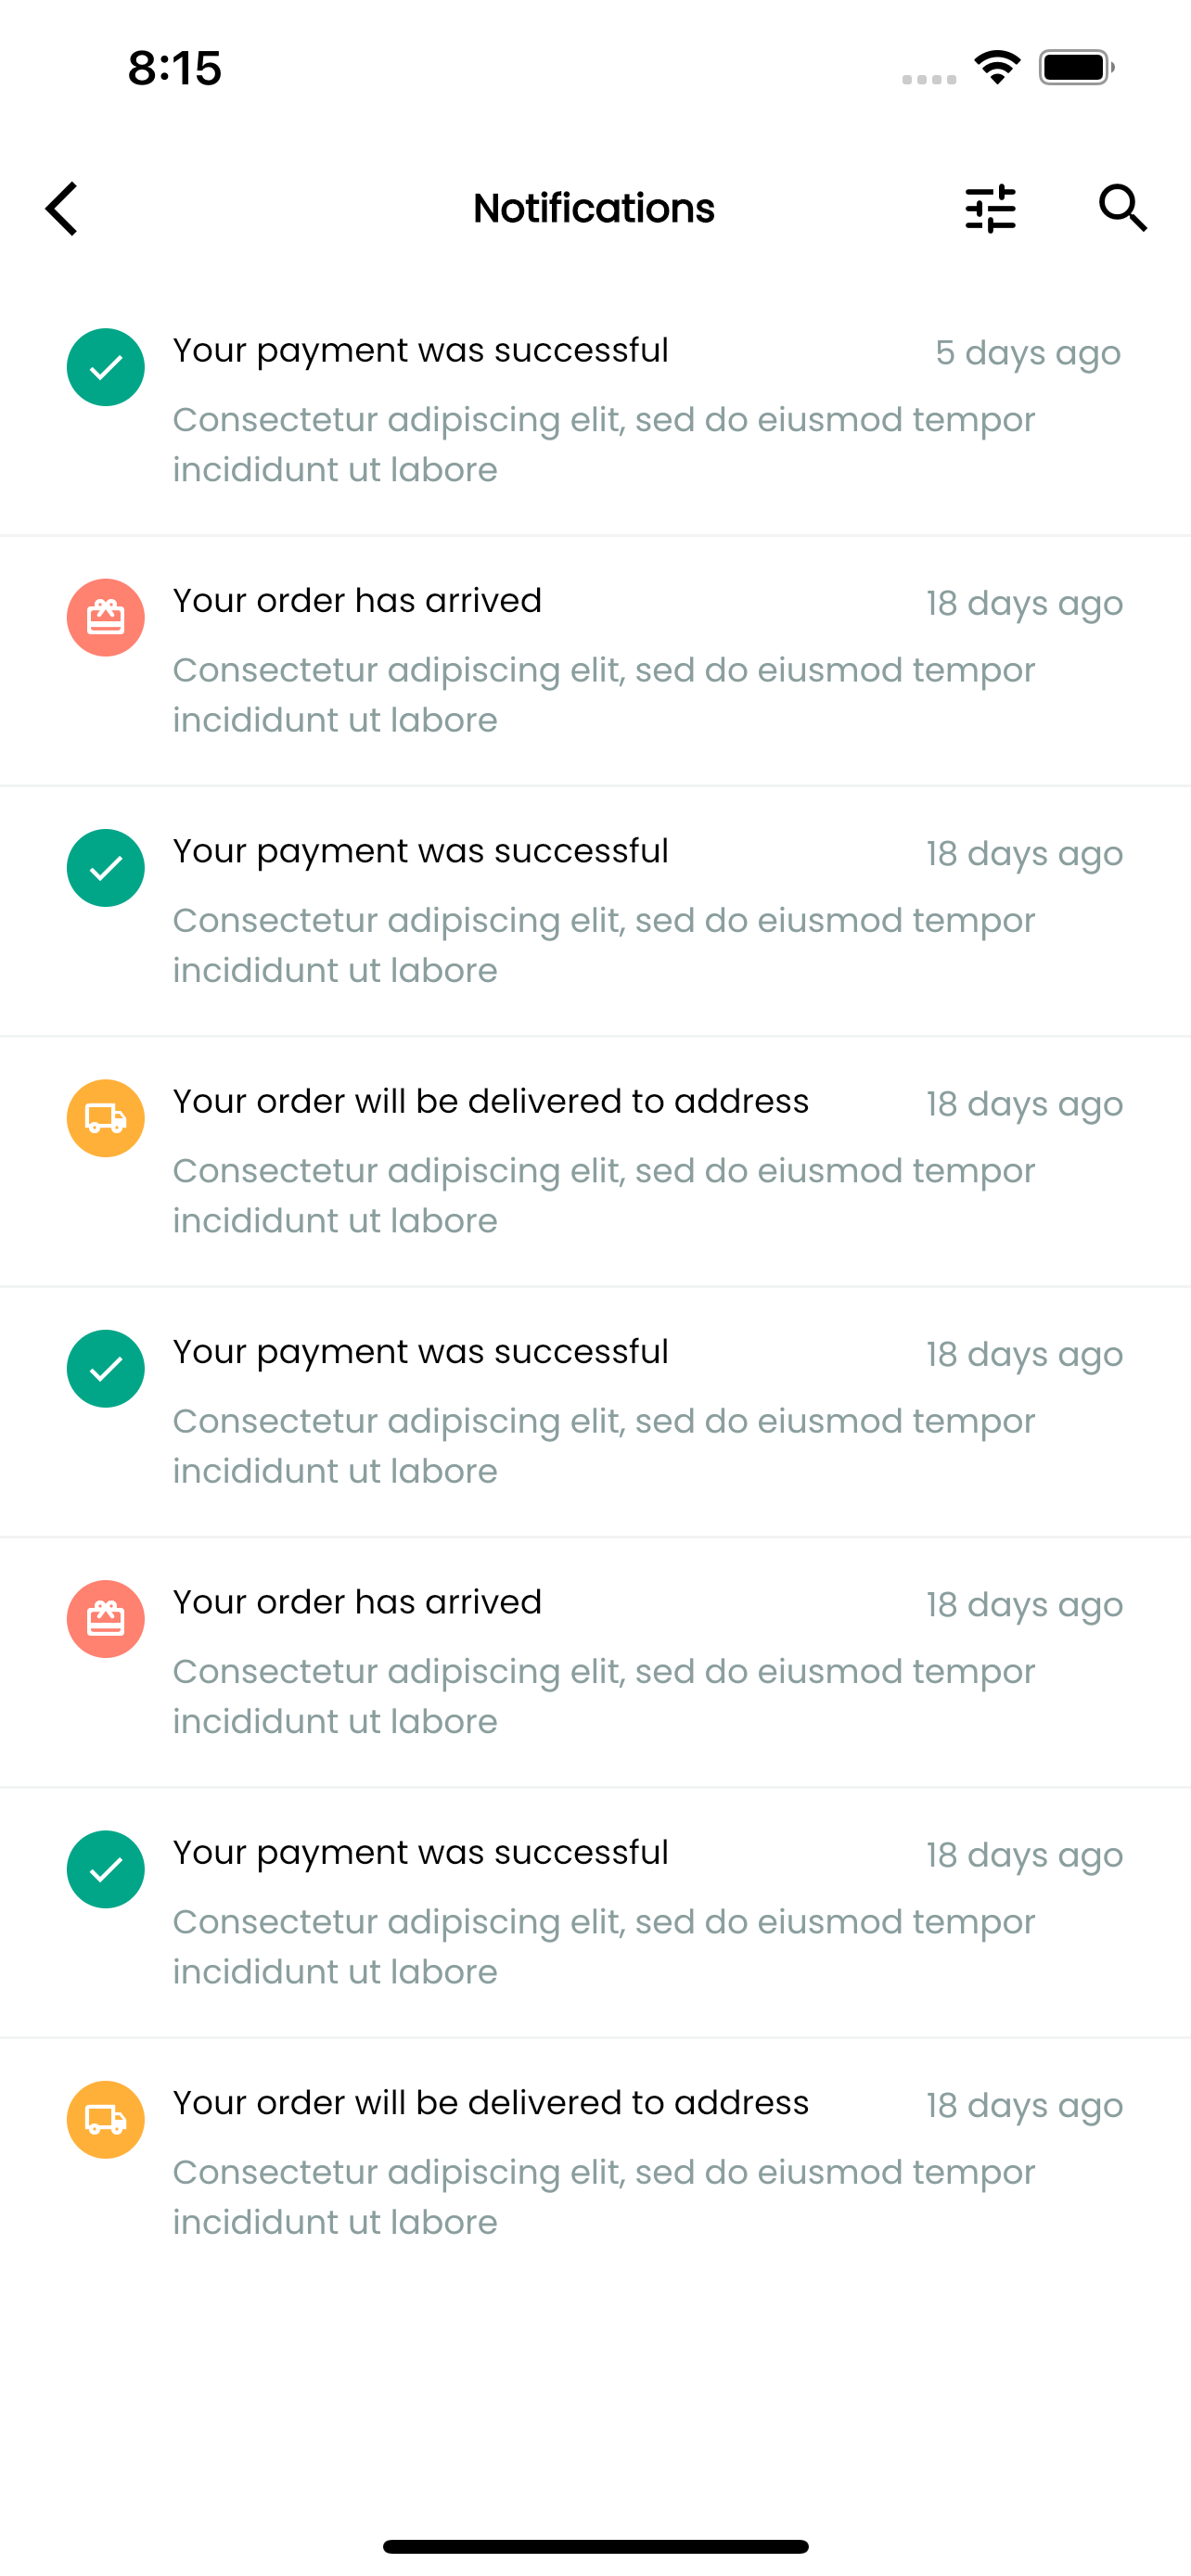 8:15
Notifications
Your payment was successful
5 days ago
Consectetur adipiscing elit, sed do eiusmod tempor
incididunt ut labore
Your order has arrived
18 days ago
Consectetur adipiscing elit, sed do eiusmod tempor
incididunt ut labore
Your payment was successful
18 days ago
Consectetur adipiscing elit, sed do eiusmod tempor
incididunt ut labore
Your order will be delivered to address
18 days ago
Consectetur adipiscing elit, sed do eiusmod tempor
incididunt ut labore
Your payment was successful
18 days ago
Consectetur adipiscing elit, sed do eiusmod tempor
incididunt ut labore
Your order has arrived
18 days ago
Consectetur adipiscing elit, sed do eiusmod tempor
incididunt ut labore
Your payment was successful
18 days ago
Consectetur adipiscing elit, sed do eiusmod tempor
incididunt ut labore
Your order will be delivered to address
18 days ago
Consectetur adipiscing elit, sed do eiusmod tempor
incididunt ut labore